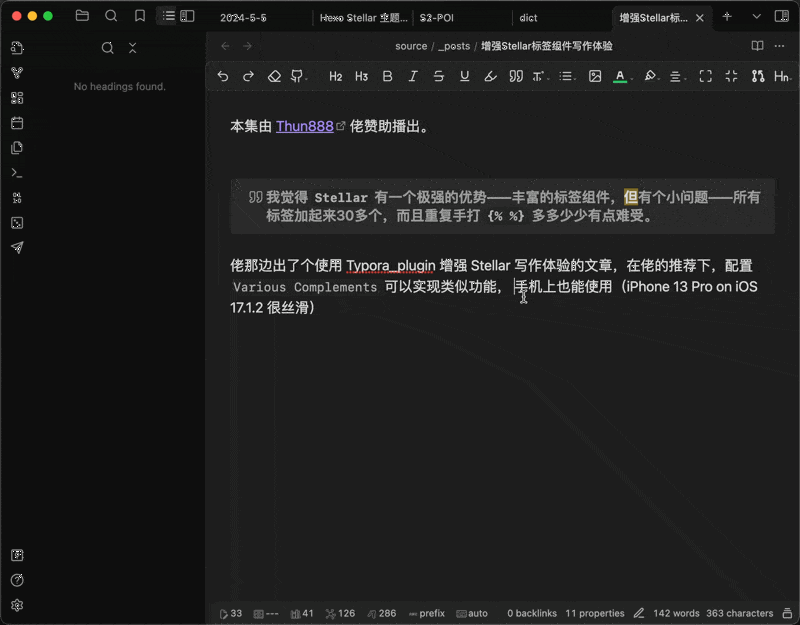 2024-5-5
Hexo Stellar 主题...
S2-POI
dict
增强Stellar标...
source / _posts / 增强Stellar标签组件写作体验
No headings found.
H2 H3 B I S U A Hn
本集由 Thun888 佬赞助播出。
我觉得 Stellar 有一个极强的优势——丰富的标签组件，但有个小问题——所有
标签加起来30多个，而且重复手打 {% %} 多多少少有点难受。
佬那边出了个使用 Typora_plugin 增强 Stellar 写作体验的文章，在佬的推荐下，配置
Various Complements 可以实现类似功能， 手机上也能使用（iPhone 13 Pro on iOS
17.1.2 很丝滑）
33 --- 41 126 286 prefix auto 0 backlinks 11 properties 142 words 363 characters